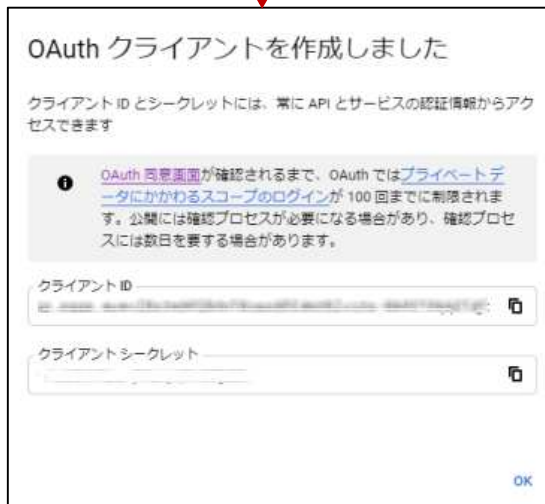 OAuth クライアントを作成しました
クライアント ID とシークレットには、常に API とサービスの認証情報からアク
セスできます
OAuth 同意画面が確認されるまで、OAuth ではプライベート デ
ータにかかわるスコープのログインが 100 回までに制限されま
す。公開には確認プロセスが必要になる場合があり、確認プロセ
スには数日を要する場合があります。
クライアント ID
クライアント シークレット
OK